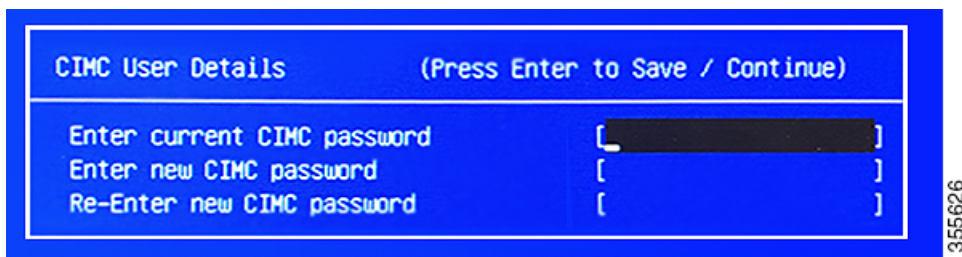 CIMC User Details (Press Enter to Save / Continue)
Enter current CIMC password [ ]
Enter new CIMC password [ ]
Re-Enter new CIMC password [ ]
355626